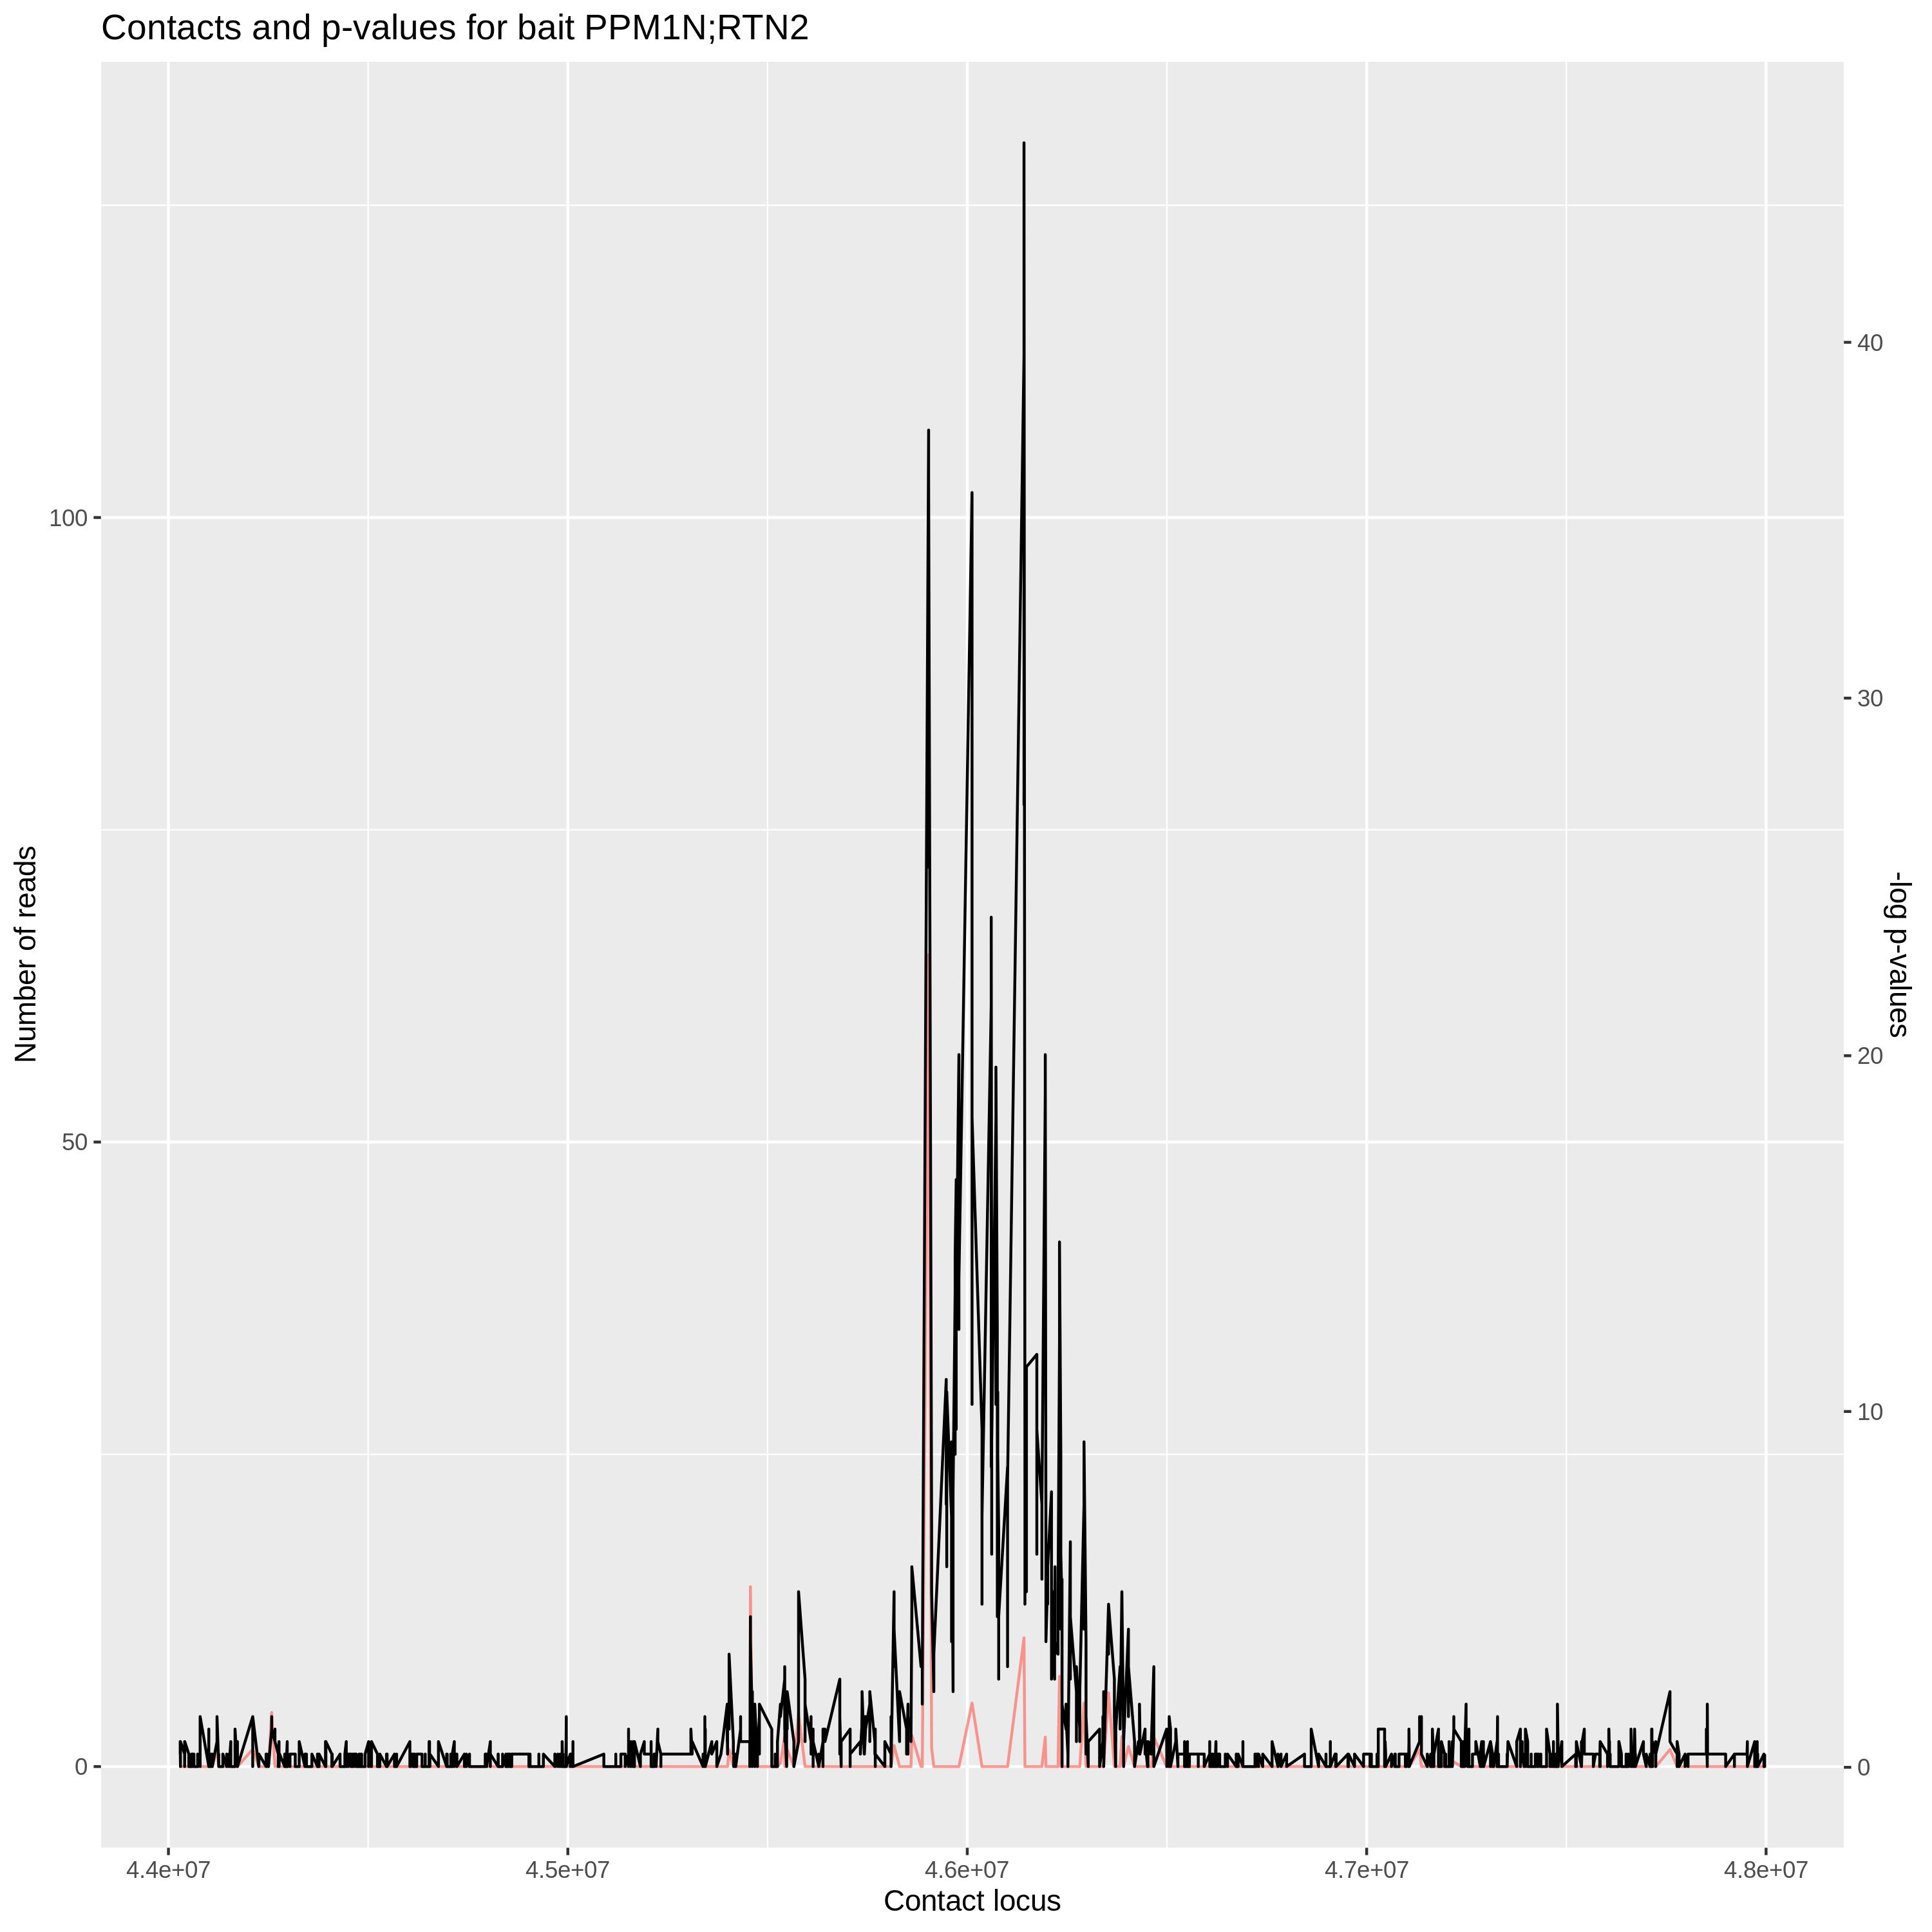 Contacts and p-values for bait PPM1N;RTN2
100
50
0
Number of reads
40
30
20
10
0
-log p-values
4.4e+07
4.5e+07
4.6e+07
4.7e+07
4.8e+07
Contact locus